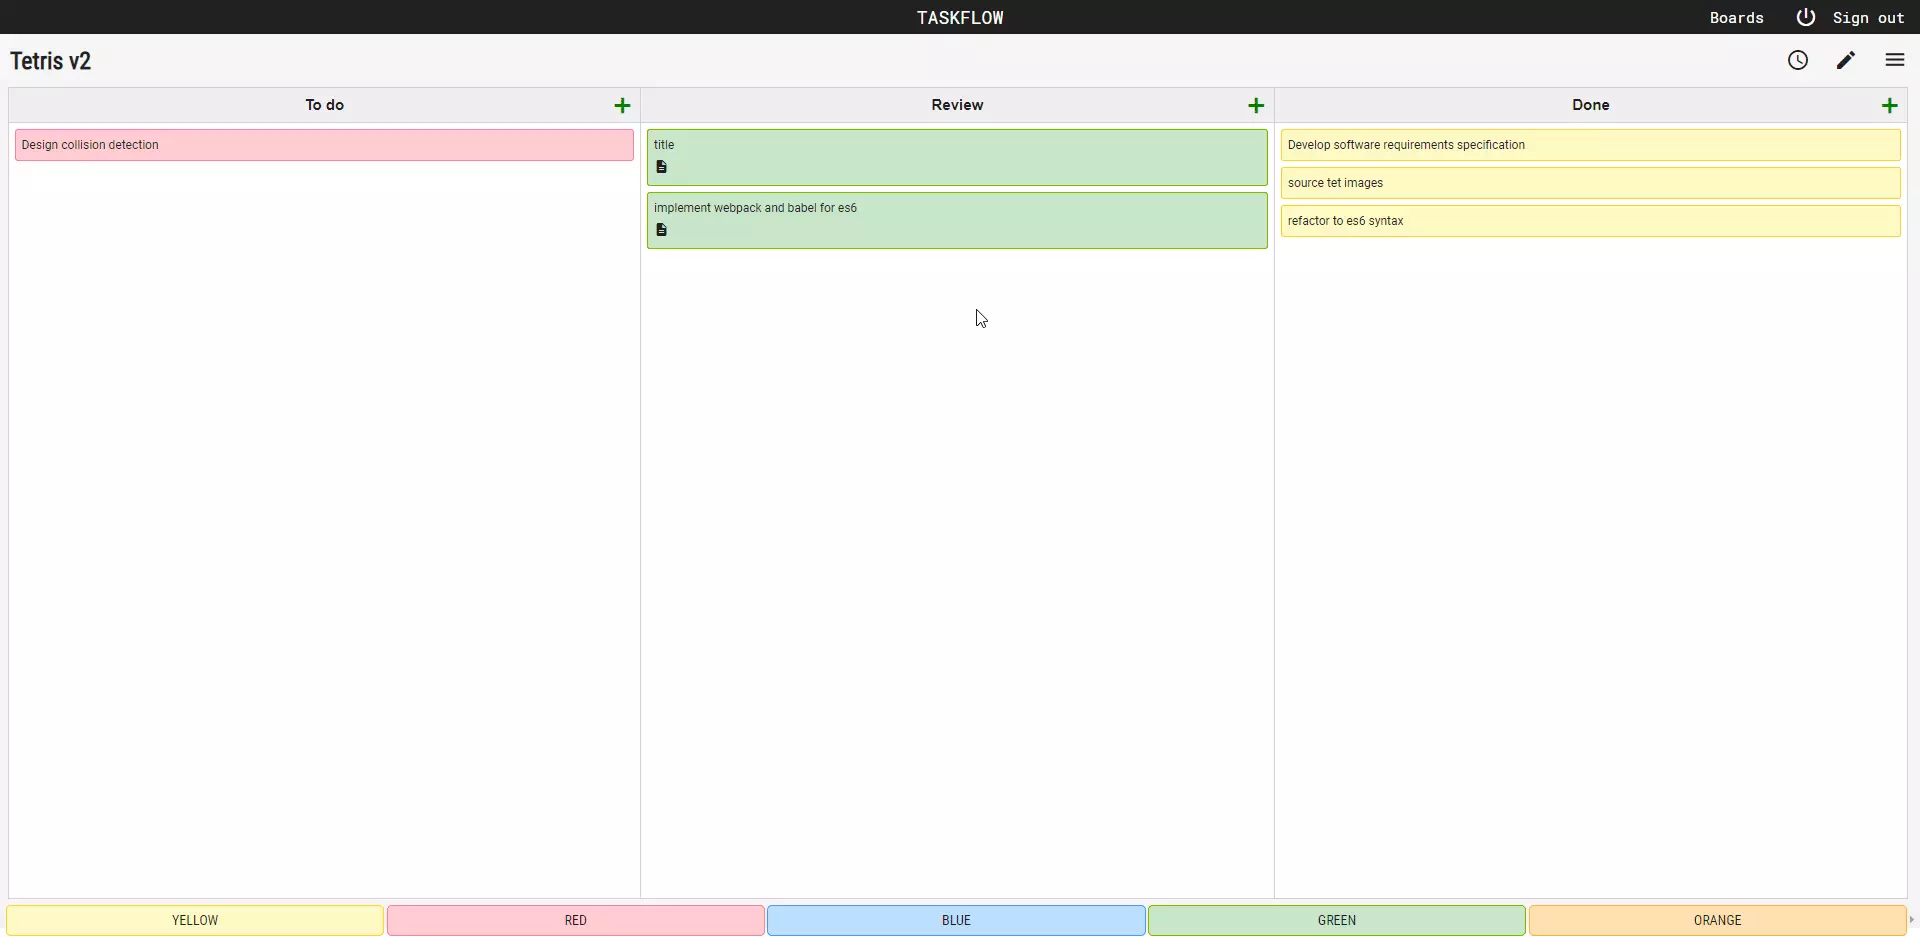 TASKFLOW
Boards
Sign out
Tetris v2
To do
Review
Done
Design collision detection
title
implement webpack and babel for es6
Develop software requirements specification
source tet images
refactor to es6 syntax
YELLOW
RED
BLUE
GREEN
ORANGE